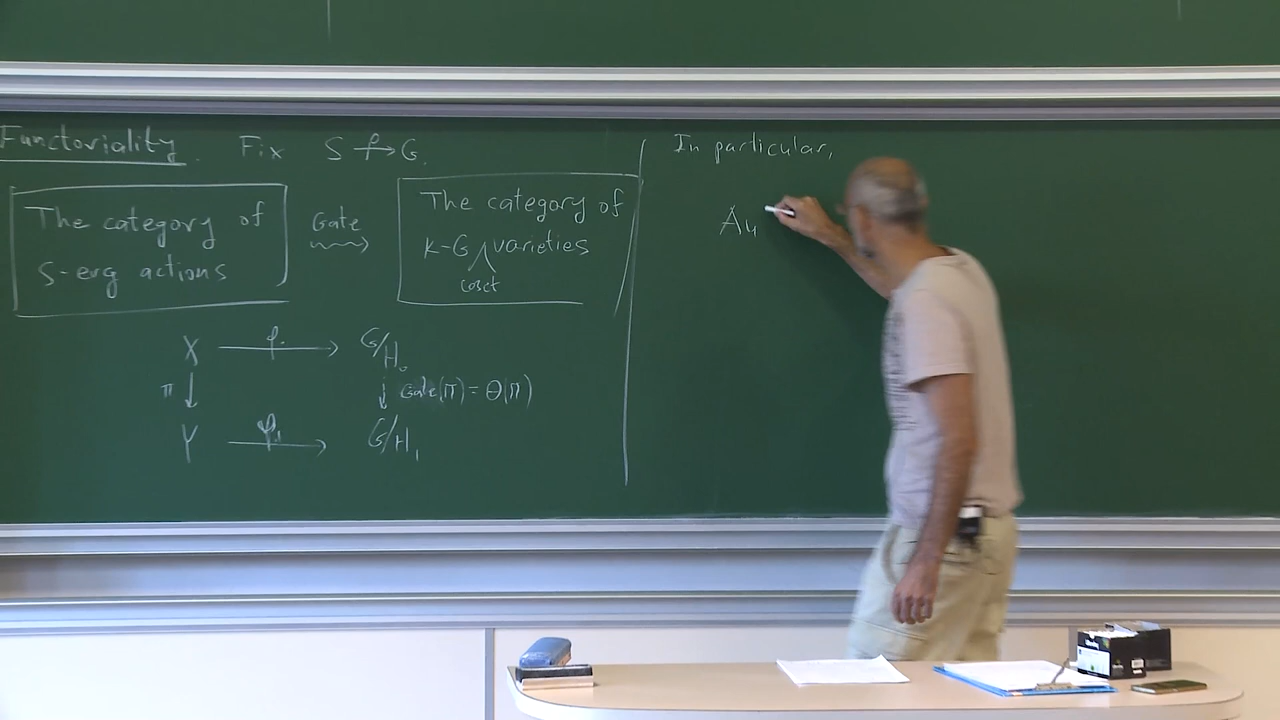 Functoriality. Fix S →ᵖ G.
The category of
S-erg actions
Gate
The category of
k-G varieties
coset
X →φ₀ G/H₀
π ↓ ↓ Gate(π) = Θ(π)
Y →φ₁ G/H₁
In particular,
Au